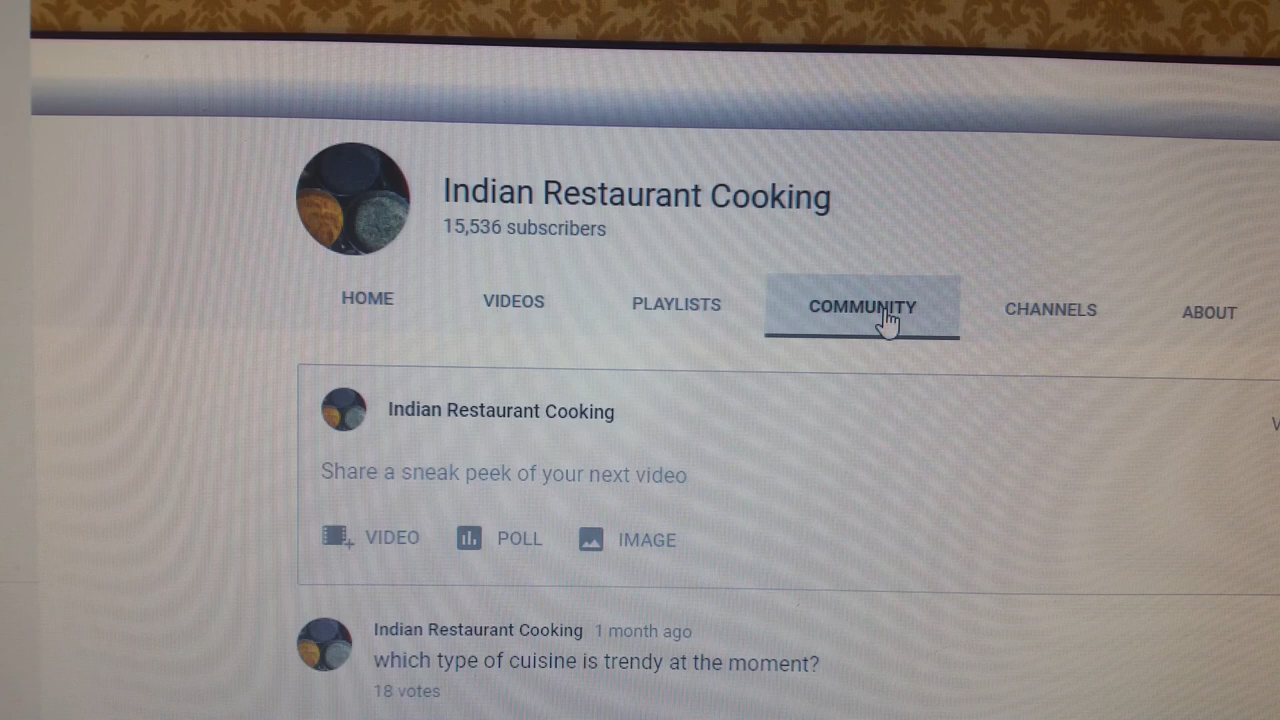 Indian Restaurant Cooking
15,536 subscribers
HOME VIDEOS PLAYLISTS COMMUNITY CHANNELS ABOUT
Indian Restaurant Cooking
Share a sneak peek of your next video
VIDEO POLL IMAGE
Indian Restaurant Cooking 1 month ago
which type of cuisine is trendy at the moment?
18 votes